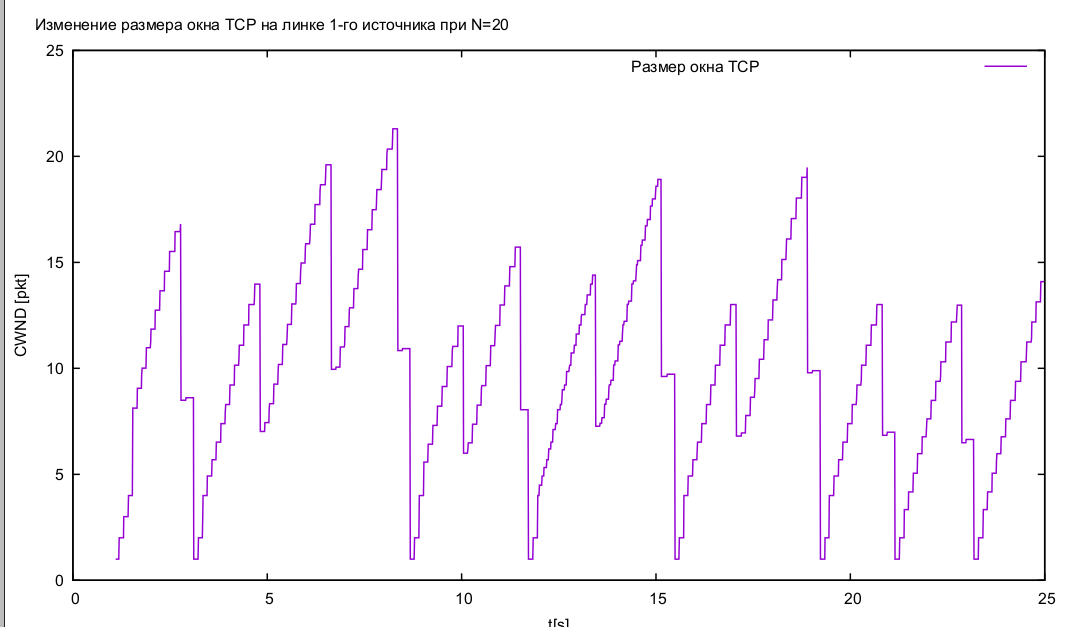 Изменение размера окна TCP на линке 1-го источника при N=20
Размер окна TCP
25
20
15
10
5
0
CWND [pkt]
0 5 10 15 20 25
t[s]